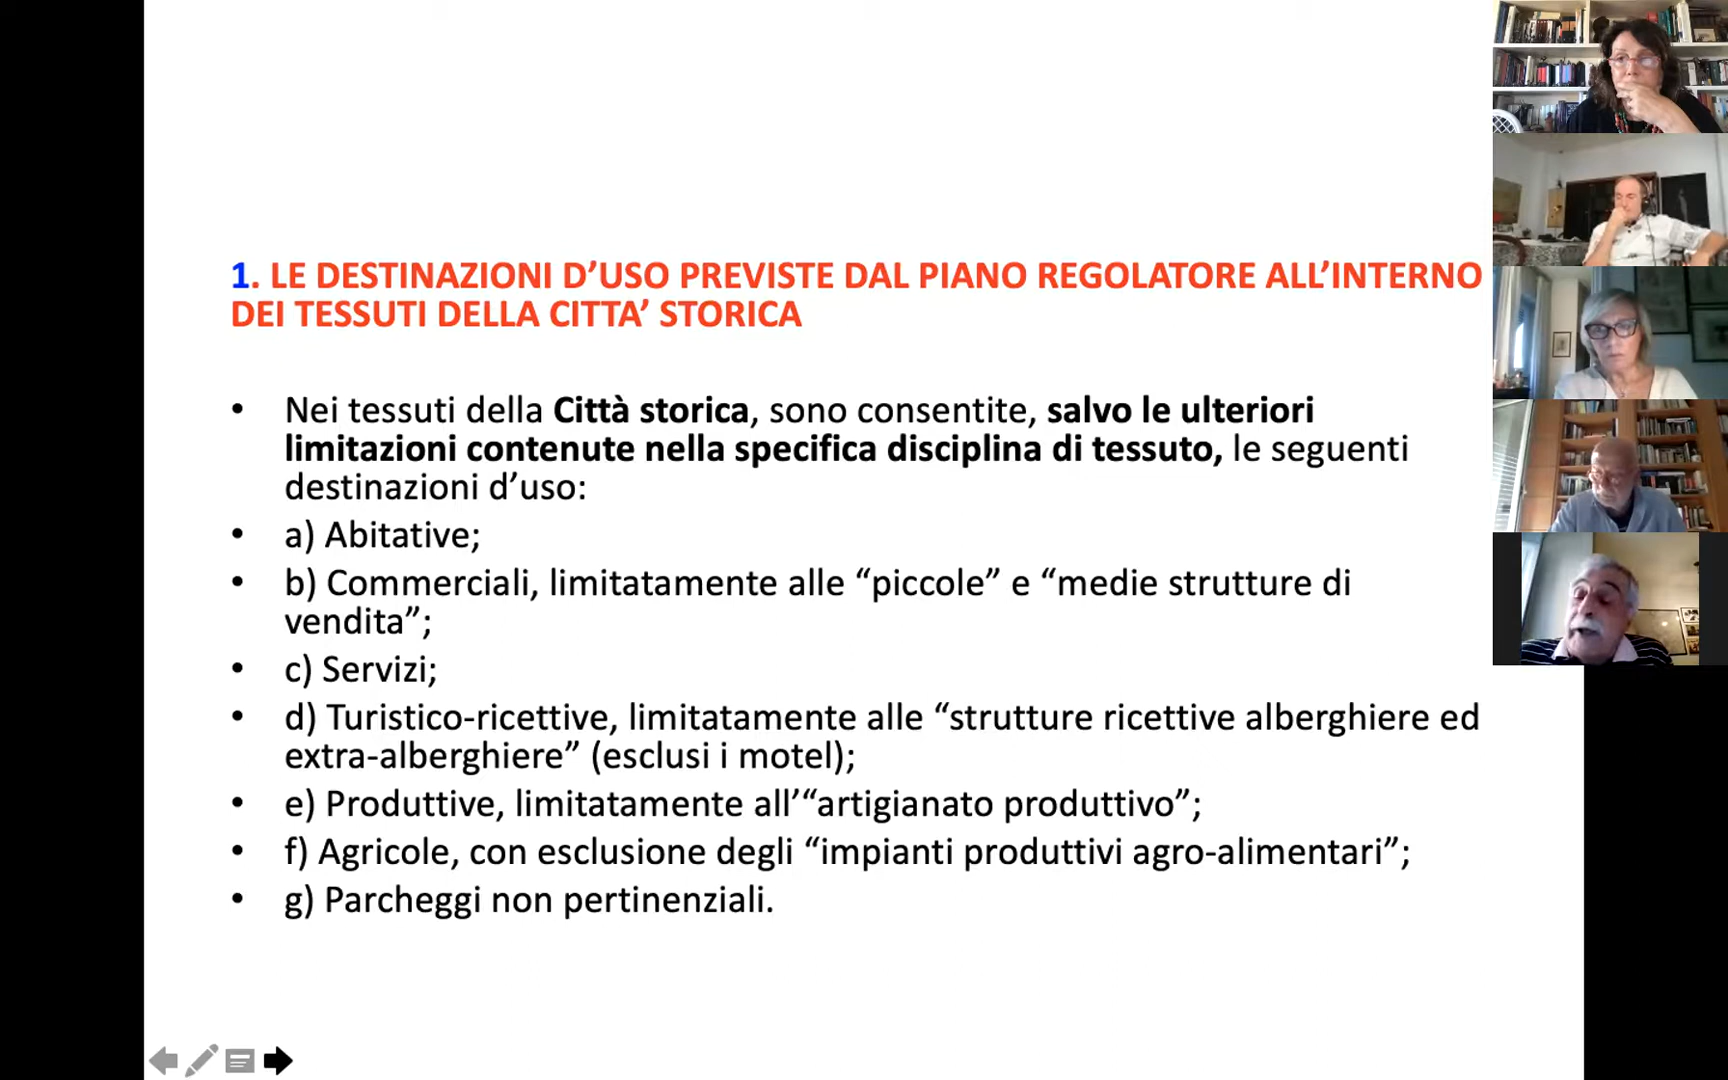 1. LE DESTINAZIONI D’USO PREVISTE DAL PIANO REGOLATORE ALL’INTERNO
DEI TESSUTI DELLA CITTA’ STORICA
• Nei tessuti della Città storica, sono consentite, salvo le ulteriori
limitazioni contenute nella specifica disciplina di tessuto, le seguenti
destinazioni d’uso:
• a) Abitative;
• b) Commerciali, limitatamente alle “piccole” e “medie strutture di
vendita”;
• c) Servizi;
• d) Turistico-ricettive, limitatamente alle “strutture ricettive alberghiere ed
extra-alberghiere” (esclusi i motel);
• e) Produttive, limitatamente all’“artigianato produttivo”;
• f) Agricole, con esclusione degli “impianti produttivi agro-alimentari”;
• g) Parcheggi non pertinenziali.